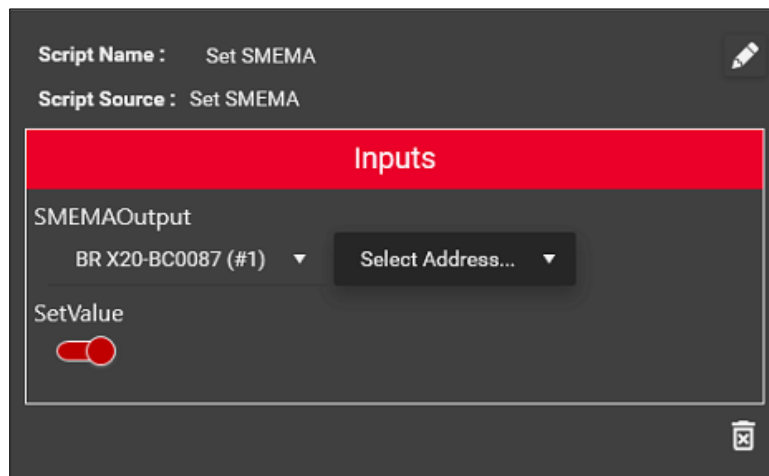 Script Name : Set SMEMA
Script Source : Set SMEMA
Inputs
SMEMAOutput
BR X20-BC0087 (#1) Select Address...
SetValue